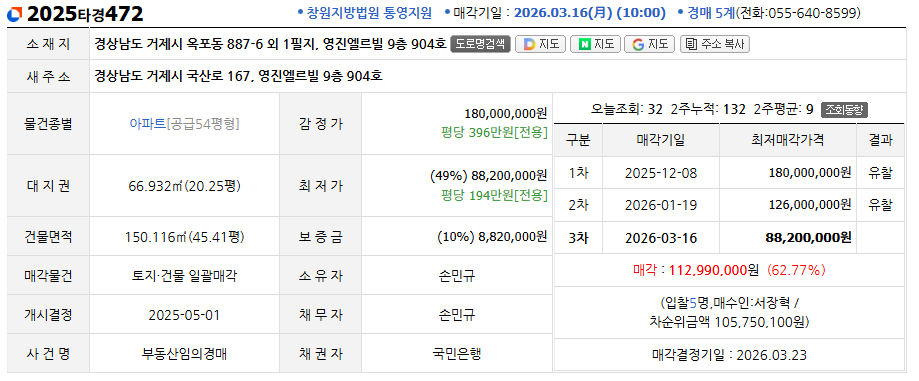 2025타경472 • 창원지방법원 통영지원 • 매각기일 : 2026.03.16(月) (10:00) • 경매 5계(전화:055-640-8599)
소 재 지 경상남도 거제시 옥포동 887-6 외 1필지, 영진엘르빌 9층 904호 도로명검색 D 지도 N 지도 G 지도 주소 복사
새 주 소 경상남도 거제시 국산로 167, 영진엘르빌 9층 904호
물건종별 아파트[공급54평형] 감 정 가 180,000,000원
평당 396만원[전용]
대 지 권 66.932㎡(20.25평) 최 저 가 (49%) 88,200,000원
평당 194만원[전용]
건물면적 150.116㎡(45.41평) 보 증 금 (10%) 8,820,000원
매각물건 토지·건물 일괄매각 소 유 자 손민규
개시결정 2025-05-01 채 무 자 손민규
사 건 명 부동산임의경매 채 권 자 국민은행
오늘조회: 32 2주누적: 132 2주평균: 9 조회동향
구분 매각기일 최저매각가격 결과
1차 2025-12-08 180,000,000원 유찰
2차 2026-01-19 126,000,000원 유찰
3차 2026-03-16 88,200,000원
매각 : 112,990,000원 (62.77%)
(입찰5명,매수인:서장혁 /
차순위금액 105,750,100원)
매각결정기일 : 2026.03.23